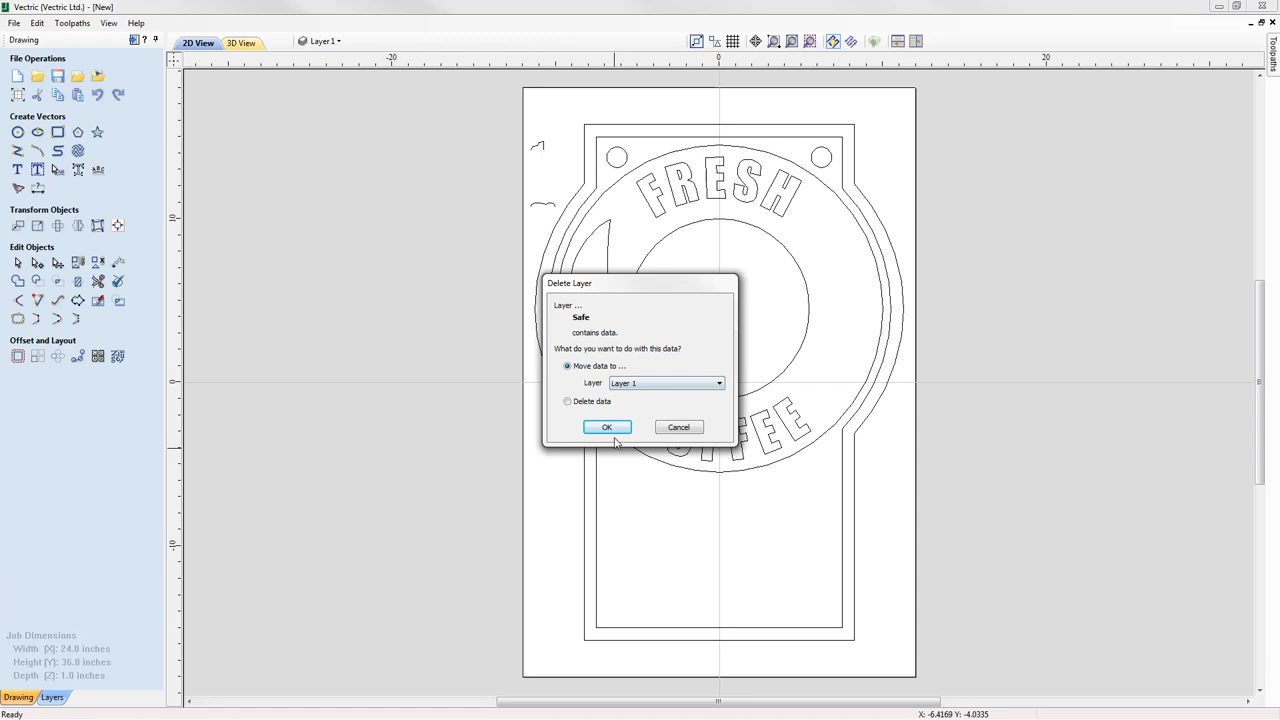 Vectric (Vectric Ltd.) - [New]
File Edit Toolpaths View Help
Drawing
2D View 3D View Layer 1
Toolpaths
-20 0 20
File Operations
Create Vectors
Transform Objects
Edit Objects
Offset and Layout
10
0
-10
FRESH
Delete Layer
Layer ...
Safe
contains data.
What do you want to do with this data?
Move data to ...
Layer Layer 1
Delete data
OK Cancel
Job Dimensions
Width (X): 24.0 inches
Height (Y): 36.0 inches
Depth (Z): 1.0 inches
Drawing Layers
Ready X: -6.4169 Y: -4.0335